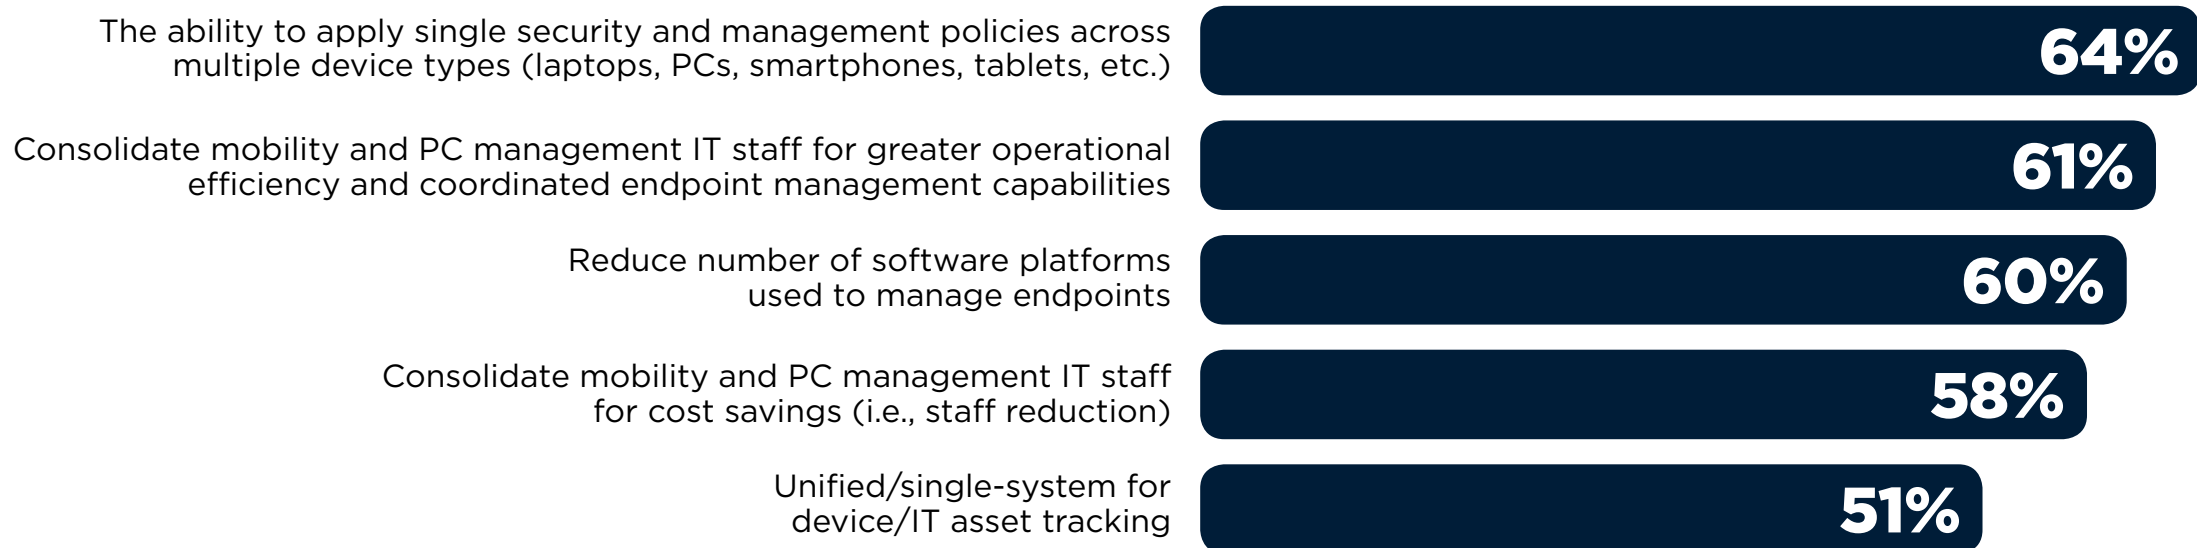 The ability to apply single security and management policies across
multiple device types (laptops, PCs, smartphones, tablets, etc.)
64%
Consolidate mobility and PC management IT staff for greater operational
efficiency and coordinated endpoint management capabilities
61%
Reduce number of software platforms
used to manage endpoints
60%
Consolidate mobility and PC management IT staff
for cost savings (i.e., staff reduction)
58%
Unified/single-system for
device/IT asset tracking
51%